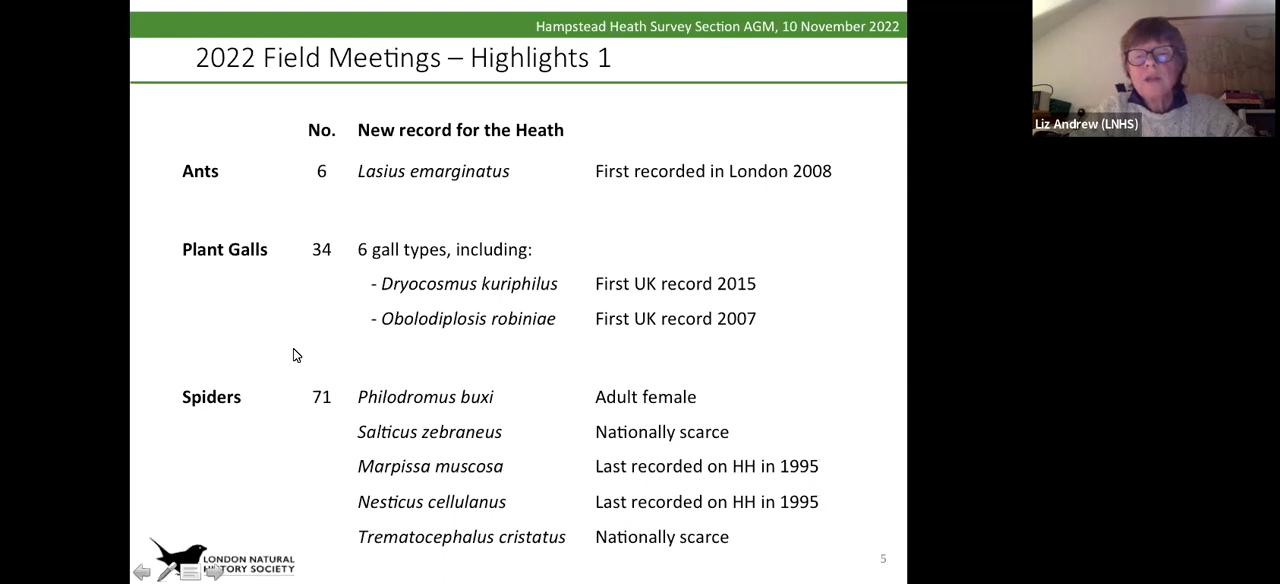 Hampstead Heath Survey Section AGM, 10 November 2022
2022 Field Meetings – Highlights 1
No. New record for the Heath
Ants 6 Lasius emarginatus First recorded in London 2008
Plant Galls 34 6 gall types, including:
- Dryocosmus kuriphilus First UK record 2015
- Obolodiplosis robiniae First UK record 2007
Spiders 71 Philodromus buxi Adult female
Salticus zebraneus Nationally scarce
Marpissa muscosa Last recorded on HH in 1995
Nesticus cellulanus Last recorded on HH in 1995
Trematocephalus cristatus Nationally scarce
LONDON NATURAL
HISTORY SOCIETY
5
Liz Andrew (LNHS)